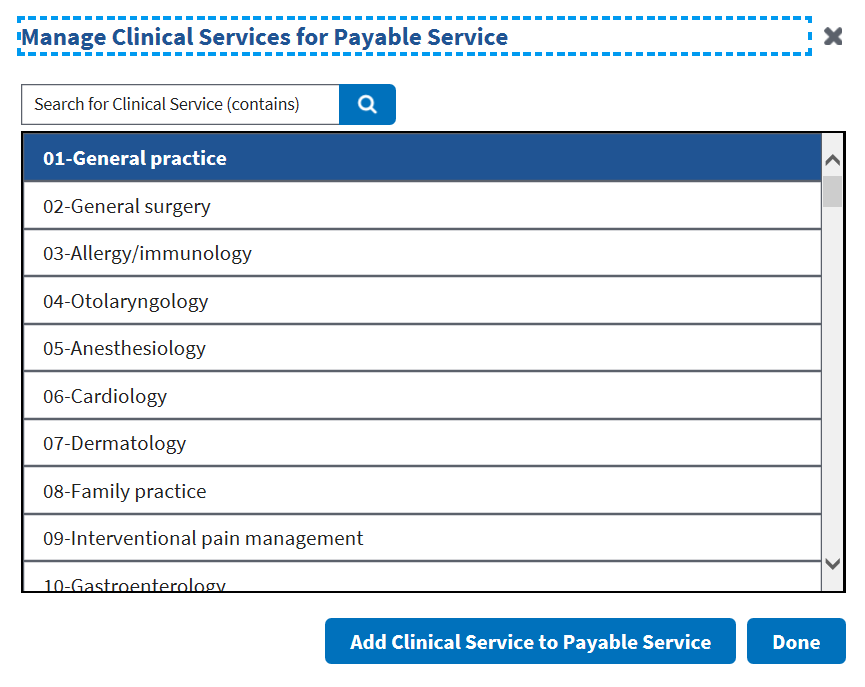 Manage Clinical Services for Payable Service
Search for Clinical Service (contains)
01-General practice
02-General surgery
03-Allergy/immunology
04-Otolaryngology
05-Anesthesiology
06-Cardiology
07-Dermatology
08-Family practice
09-Interventional pain management
10-Gastroenterology
Add Clinical Service to Payable Service
Done